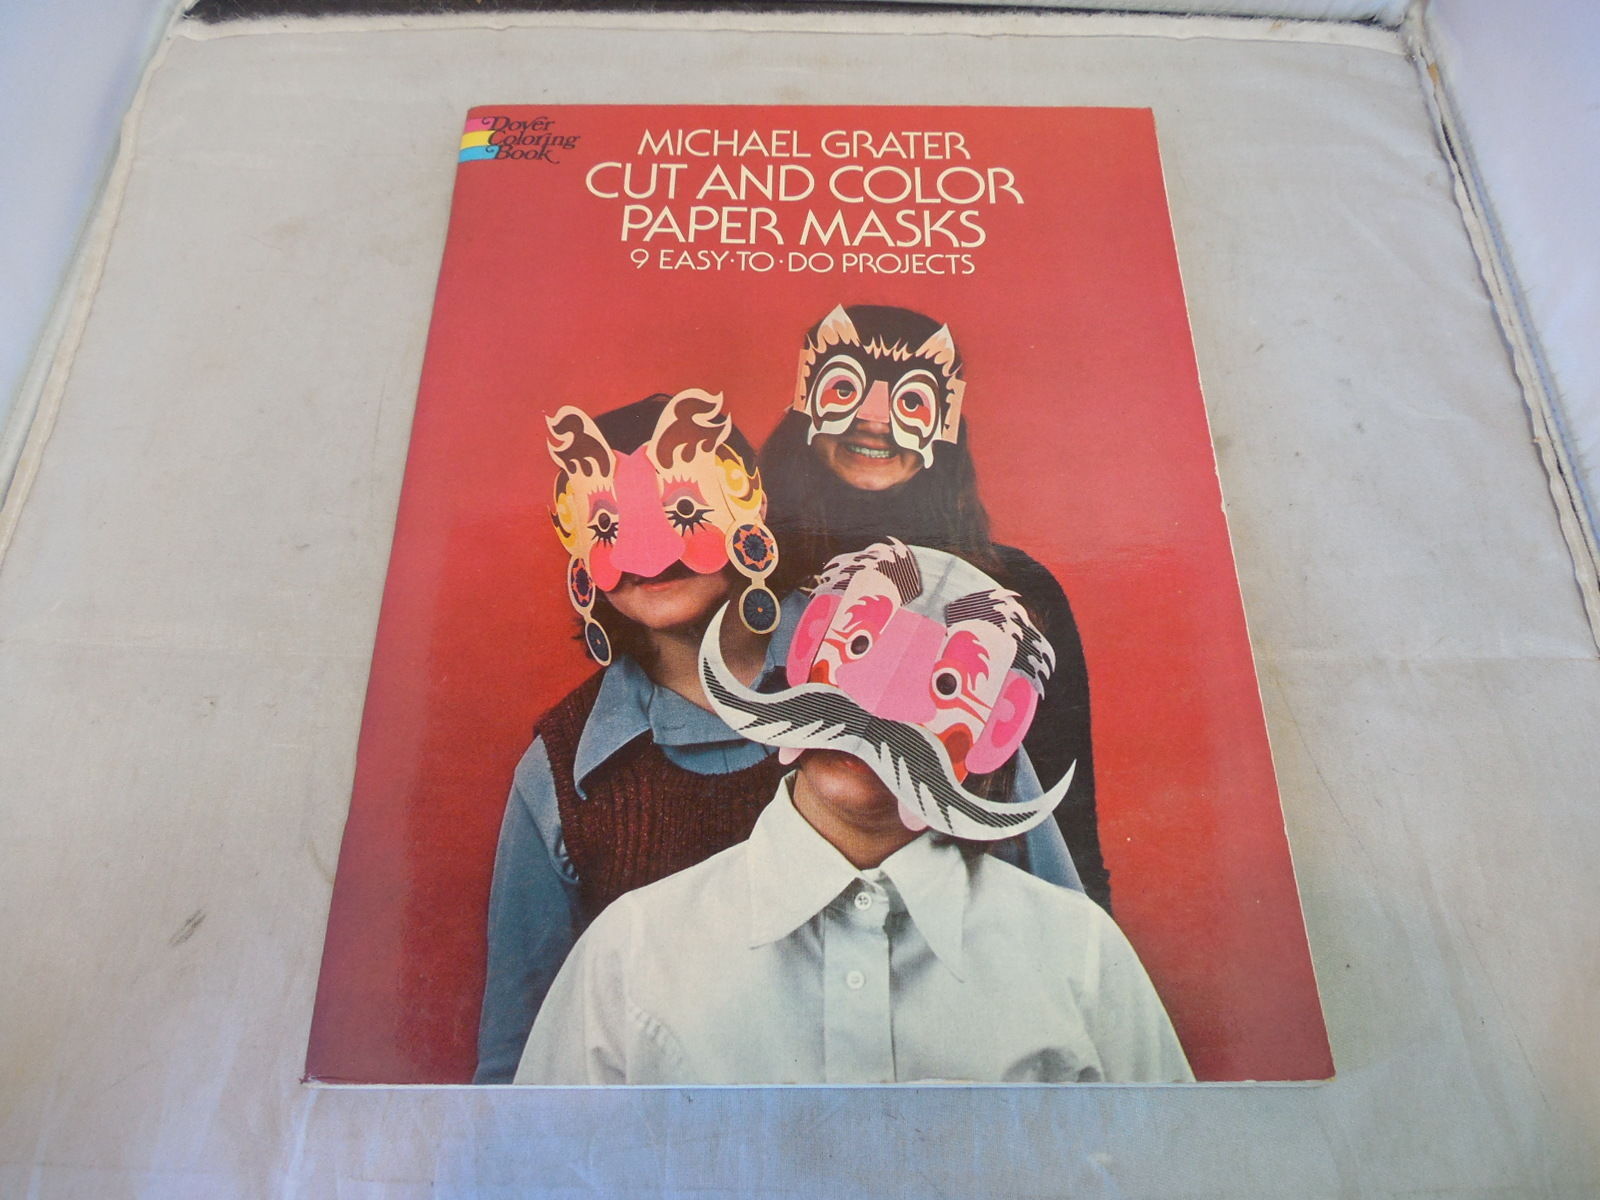 Dover
Coloring
Book
MICHAEL GRATER
CUT AND COLOR
PAPER MASKS
9 EASY·TO·DO PROJECTS